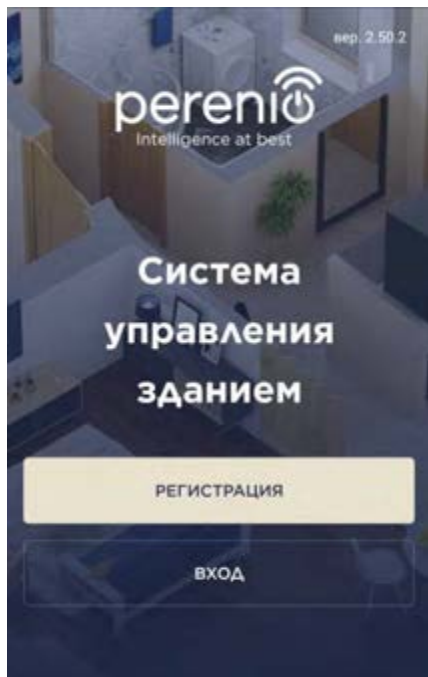 вер. 2.50.2
perenio
Intelligence at best
Система
управления
зданием
РЕГИСТРАЦИЯ
ВХОД